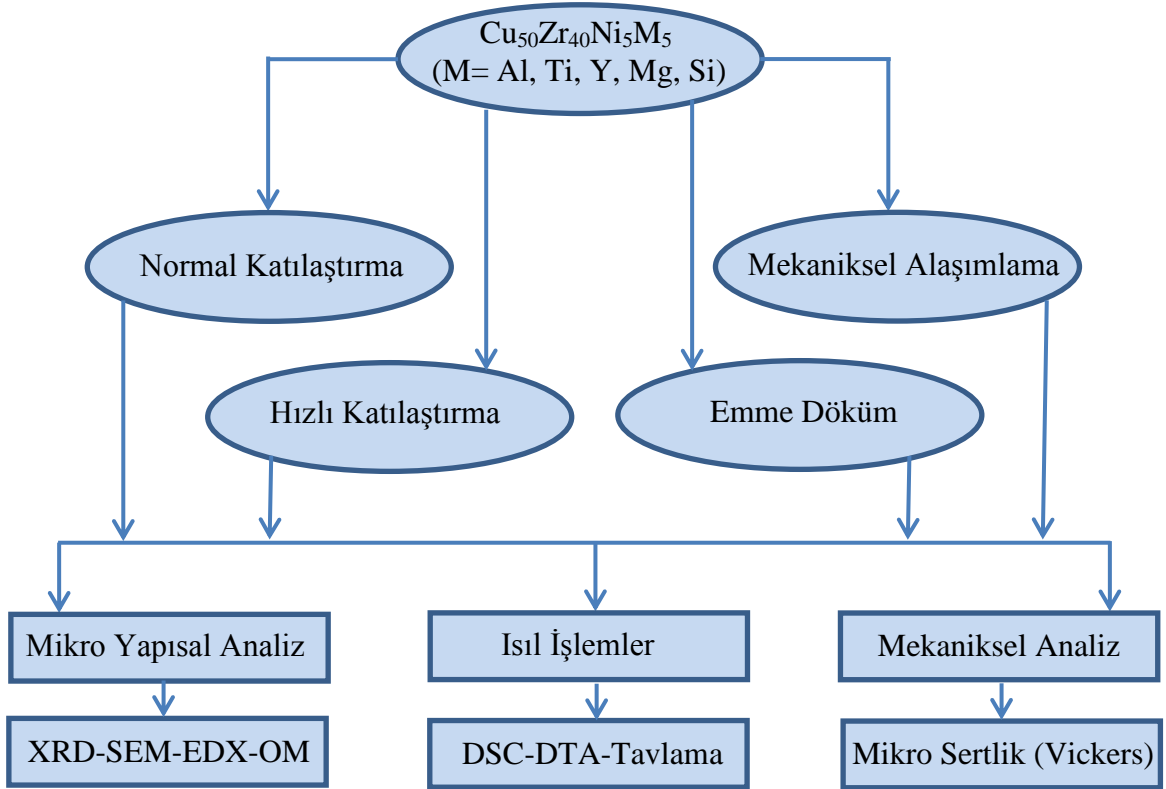 Cu₅₀Zr₄₀Ni₅M₅
(M= Al, Ti, Y, Mg, Si)
Normal Katılaştırma
Mekaniksel Alaşımlama
Hızlı Katılaştırma
Emme Döküm
Mikro Yapısal Analiz
Isıl İşlemler
Mekaniksel Analiz
XRD-SEM-EDX-OM
DSC-DTA-Tavlama
Mikro Sertlik (Vickers)